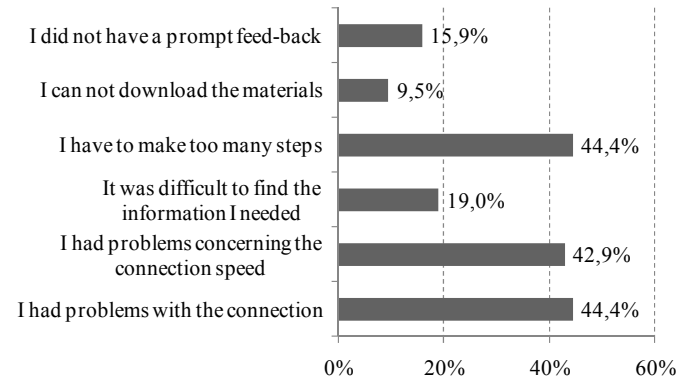 I did not have a prompt feed-back
15,9%
I can not download the materials
9,5%
I have to make too many steps
44,4%
It was difficult to find the
information I needed
19,0%
I had problems concerning the
connection speed
42,9%
I had problems with the connection
44,4%
0% 20% 40% 60%